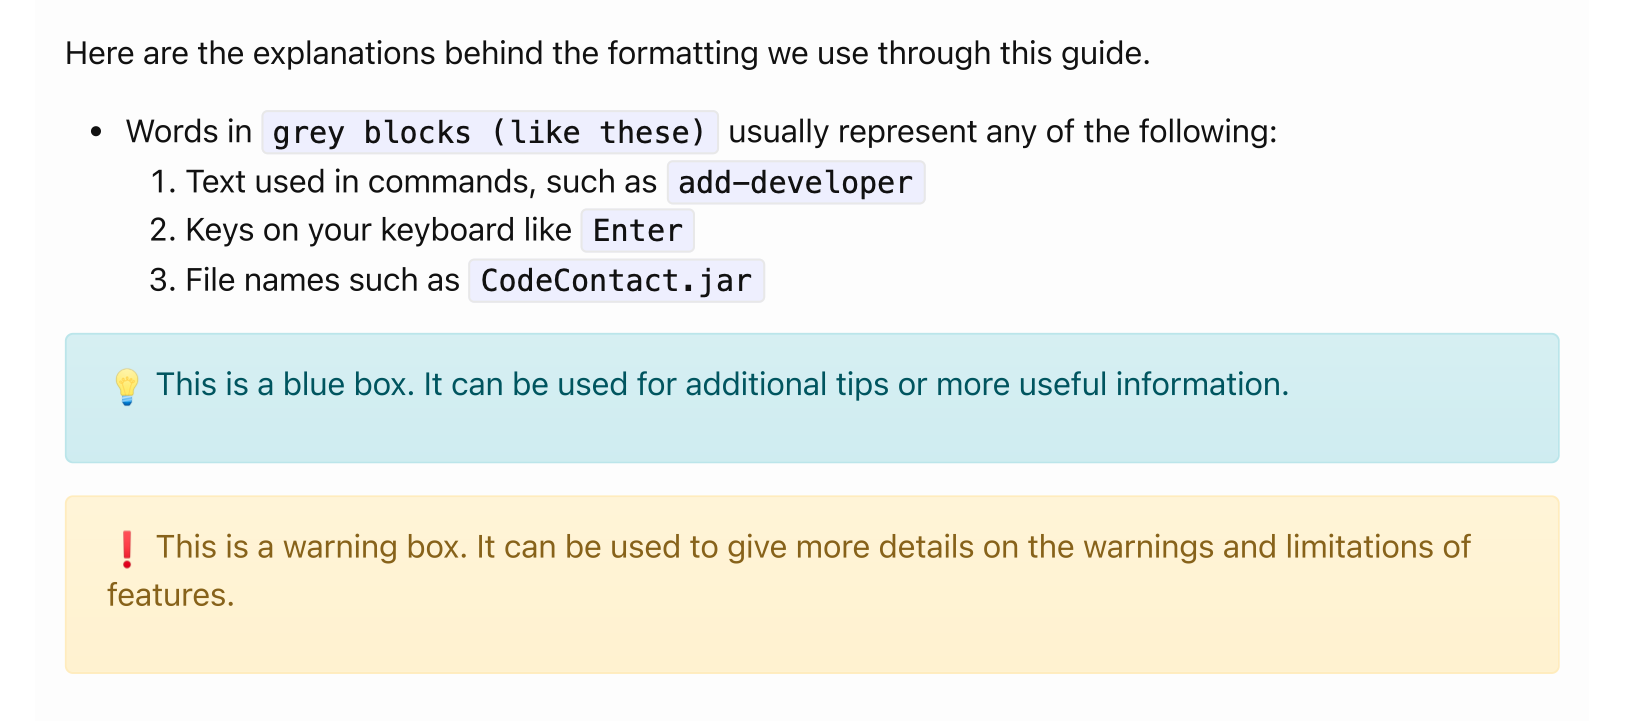 Here are the explanations behind the formatting we use through this guide.
• Words in grey blocks (like these) usually represent any of the following:
1. Text used in commands, such as add-developer
2. Keys on your keyboard like Enter
3. File names such as CodeContact.jar
💡 This is a blue box. It can be used for additional tips or more useful information.
❗ This is a warning box. It can be used to give more details on the warnings and limitations of
features.